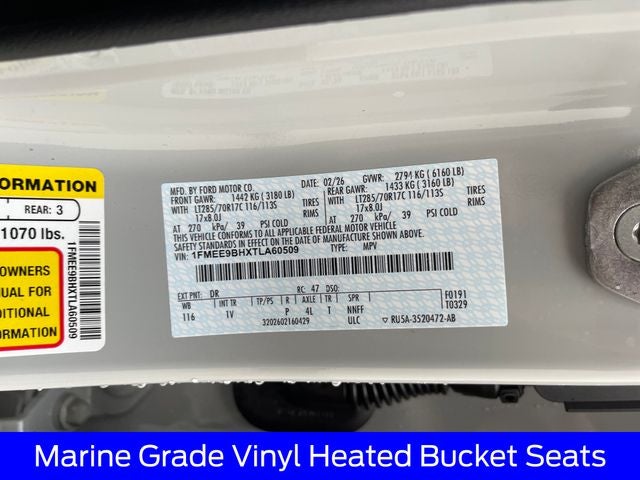 ORMATION
REAR: 3
1070 lbs.
OWNERS
NUAL FOR
DITIONAL
ORMATION
1FMEE9BHXTLA60509
MFD. BY FORD MOTOR CO.
DATE: 02/26 GVWR: 2794 KG ( 6160 LB)
FRONT GAWR: 1442 KG ( 3180 LB)
REAR GAWR: 1433 KG ( 3160 LB)
WITH LT285/70R17C 116/113S TIRES
WITH LT285/70R17C 116/113S TIRES
17x8.0J RIMS
17x8.0J RIMS
AT 270 kPa/ 39 PSI COLD
AT 270 kPa/ 39 PSI COLD
THIS VEHICLE CONFORMS TO ALL APPLICABLE FEDERAL MOTOR VEHICLE
SAFETY STANDARDS IN EFFECT ON THE DATE OF MANUFACTURE SHOWN ABOVE.
VIN: 1FMEE9BHXTLA60509
TYPE: MPV
EXT PNT: DR RC: 47 DSO:
WB INT TR TP/PS R AXLE TR SPR
116 1V P 4L T NNFF
3202602160429 ULC
F0191
T0329
RU5A-3520472-AB
Marine Grade Vinyl Heated Bucket Seats